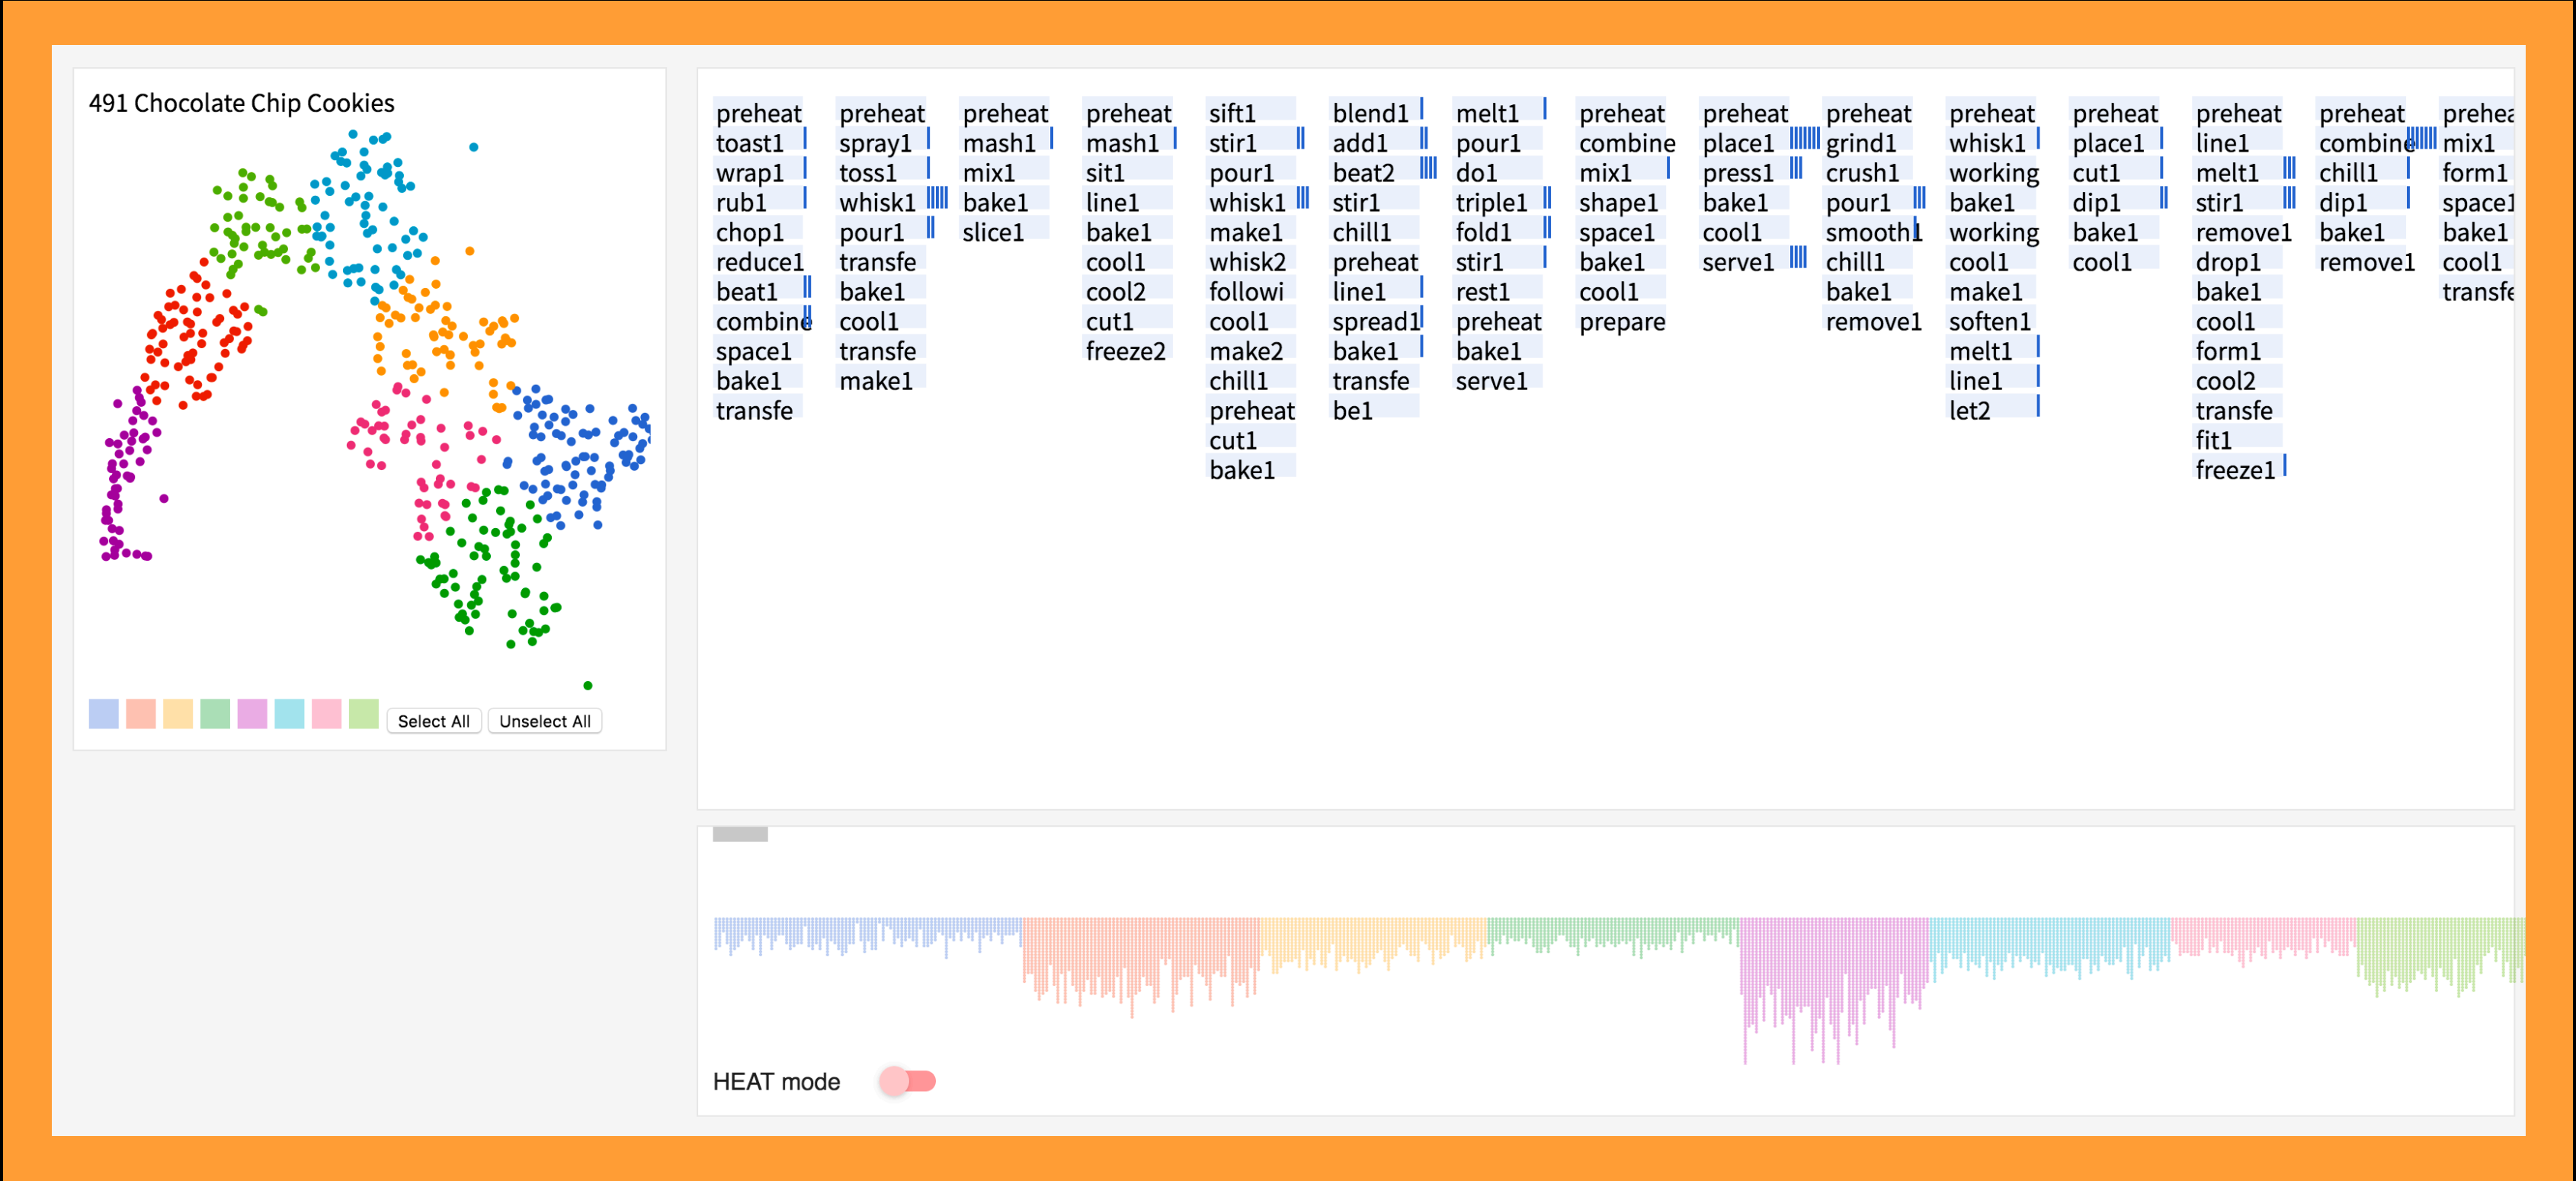 491 Chocolate Chip Cookies
Select All
Unselect All
preheat
toast1
wrap1
rub1
chop1
reduce1
beat1
combine
space1
bake1
transfe
preheat
spray1
toss1
whisk1
pour1
transfe
bake1
cool1
transfe
make1
preheat
mash1
mix1
bake1
slice1
preheat
mash1
sit1
line1
bake1
cool1
cool2
cut1
freeze2
sift1
stir1
pour1
whisk1
make1
whisk2
followi
cool1
make2
chill1
preheat
cut1
bake1
blend1
add1
beat2
stir1
chill1
preheat
line1
spread1
bake1
transfe
be1
melt1
pour1
do1
triple1
fold1
stir1
rest1
preheat
bake1
serve1
preheat
combine
mix1
shape1
space1
bake1
cool1
prepare
preheat
place1
press1
bake1
cool1
serve1
preheat
grind1
crush1
pour1
smooth1
chill1
bake1
remove1
preheat
whisk1
working
bake1
working
cool1
make1
soften1
melt1
line1
let2
preheat
place1
cut1
dip1
bake1
cool1
preheat
line1
melt1
stir1
remove1
drop1
bake1
cool1
form1
cool2
transfe
fit1
freeze1
preheat
combine
chill1
dip1
bake1
remove1
prehea
mix1
form1
space1
bake1
cool1
transfe
HEAT mode